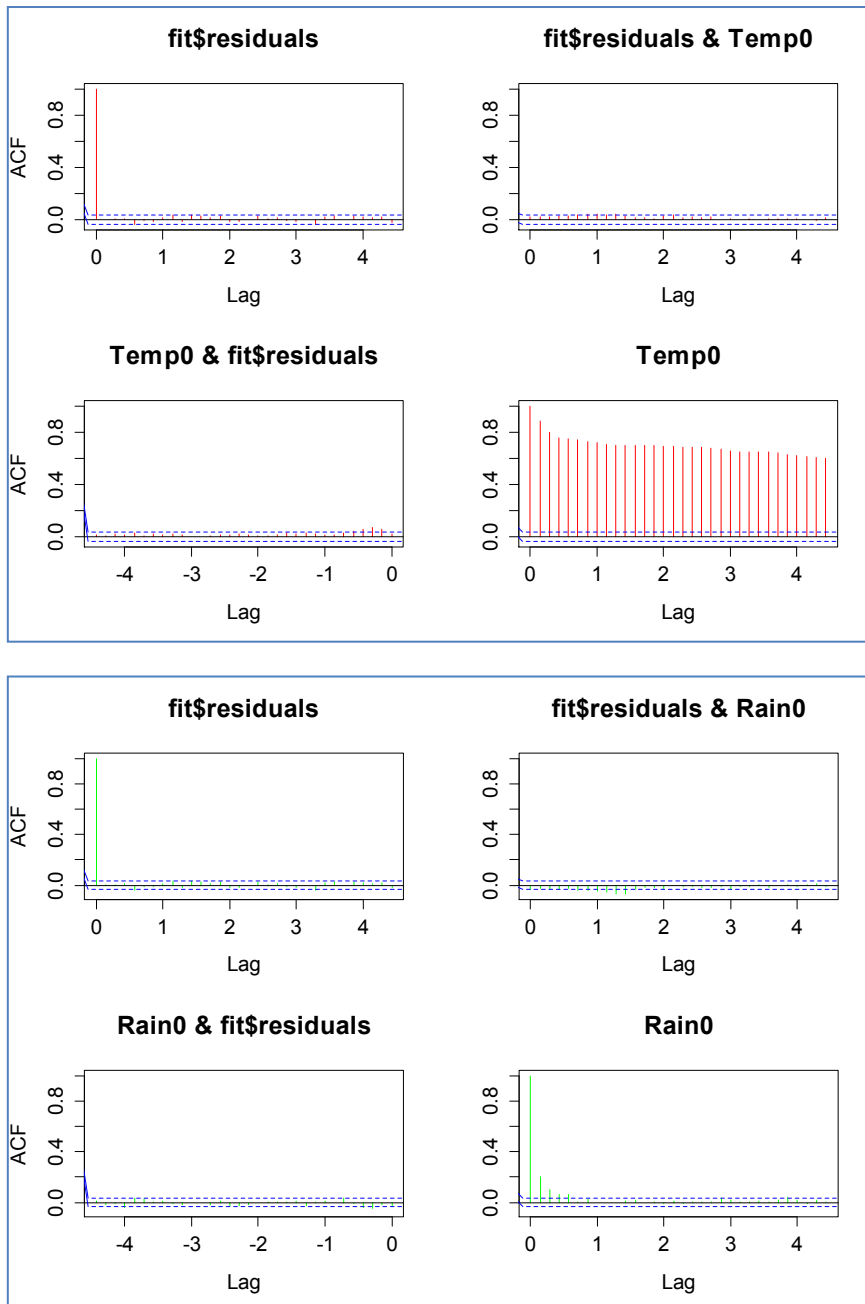 fit$residuals
fit$residuals & Temp0
ACF
0.0 0.4 0.8
0 1 2 3 4
Lag
0.0 0.4 0.8
0 1 2 3 4
Lag
Temp0 & fit$residuals
Temp0
ACF
0.0 0.4 0.8
-4 -3 -2 -1 0
Lag
0.0 0.4 0.8
0 1 2 3 4
Lag
fit$residuals
fit$residuals & Rain0
ACF
0.0 0.4 0.8
0 1 2 3 4
Lag
0.0 0.4 0.8
0 1 2 3 4
Lag
Rain0 & fit$residuals
Rain0
ACF
0.0 0.4 0.8
-4 -3 -2 -1 0
Lag
0.0 0.4 0.8
0 1 2 3 4
Lag